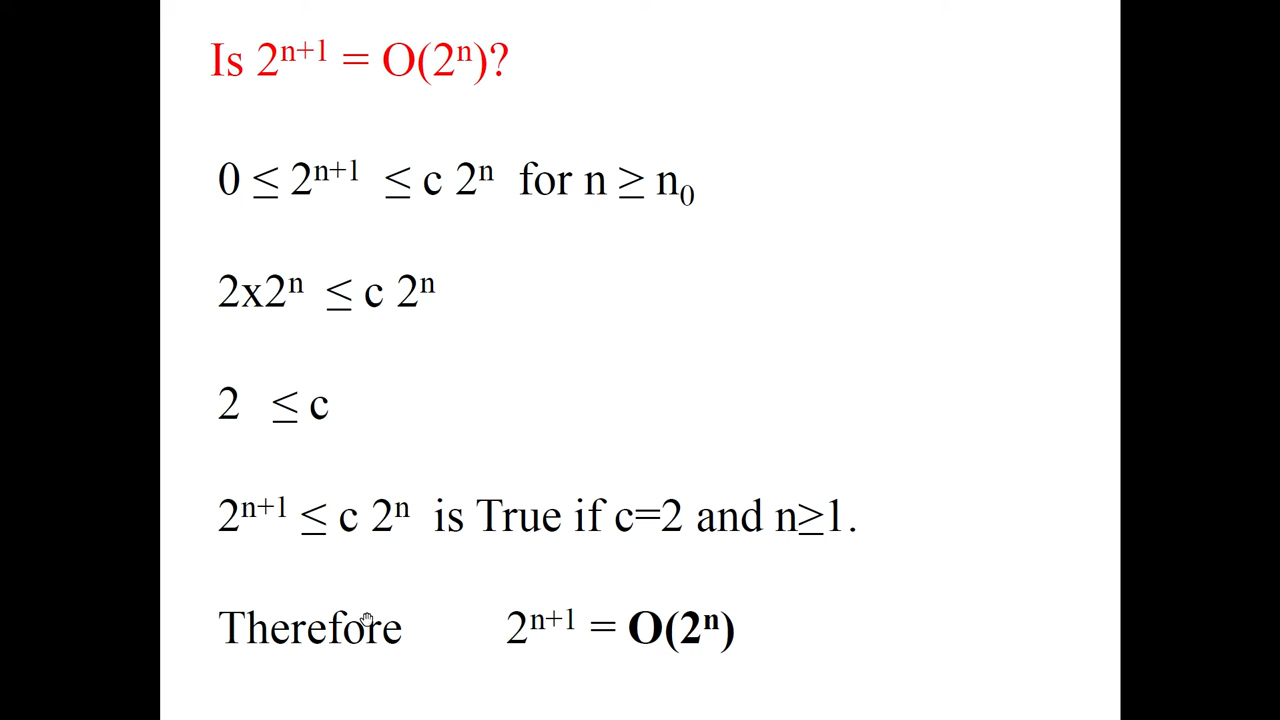 Is 2ⁿ⁺¹ = O(2ⁿ)?
0 ≤ 2ⁿ⁺¹ ≤ c 2ⁿ for n ≥ n₀
2x2ⁿ ≤ c 2ⁿ
2 ≤ c
2ⁿ⁺¹ ≤ c 2ⁿ is True if c=2 and n≥1.
Therefore 2ⁿ⁺¹ = O(2ⁿ)